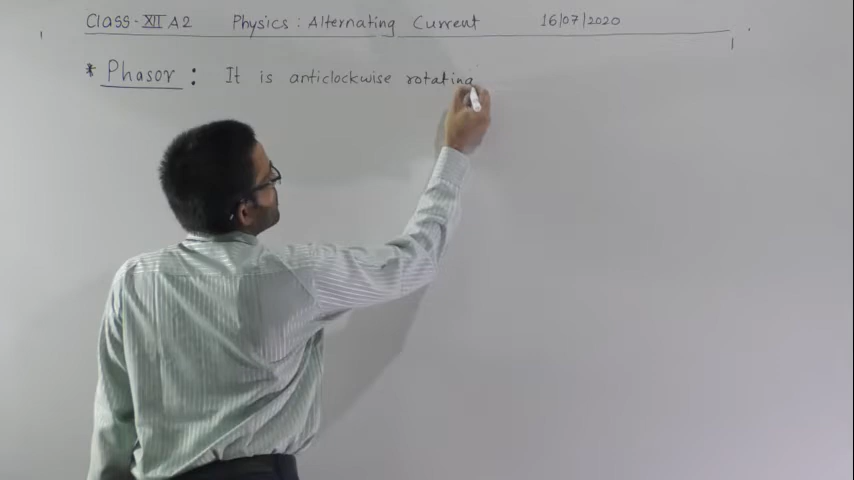 Class-XII A2 Physics : Alternating Current 16/07/2020
* Phasor : It is anticlockwise rotating